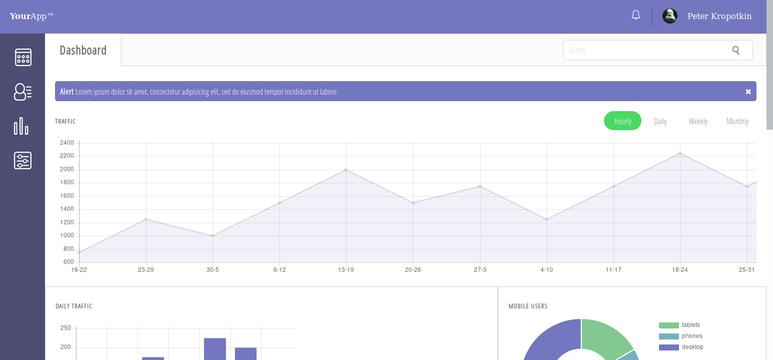 YourApp™
Peter Kropotkin
Dashboard
Search
Alert Lorem ipsum dolor sit amet, consectetur adipisicing elit, sed do eiusmod tempor incididunt ut labore.
TRAFFIC
Hourly Daily Weekly Monthly
2400
2200
2000
1800
1600
1400
1200
1000
800
600
16-22 23-29 30-5 6-12 13-19 20-26 27-3 4-10 11-17 18-24 25-31
DAILY TRAFFIC
250
200
MOBILE USERS
tablets
phones
desktop